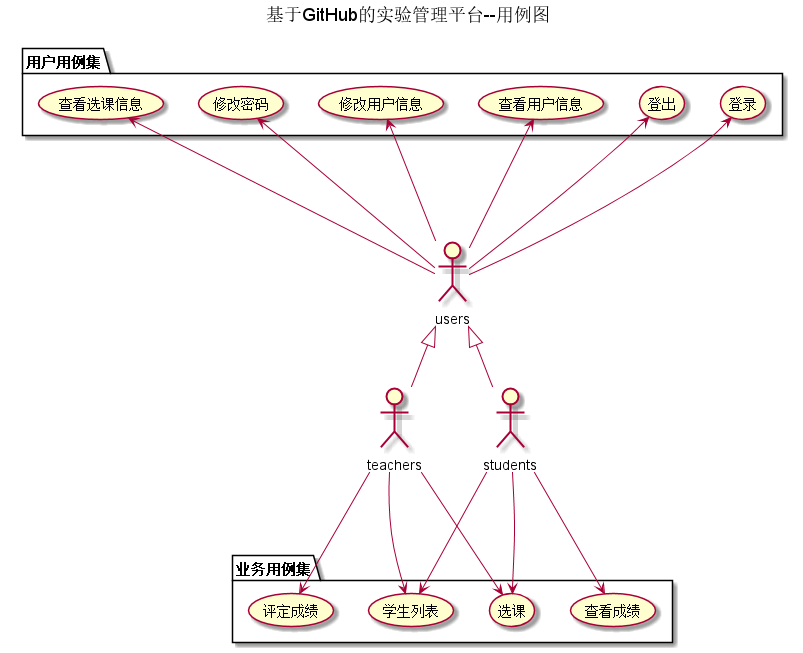 基于GitHub的实验管理平台--用例图
用户用例集
查看选课信息
修改密码
修改用户信息
查看用户信息
登出
登录
users
teachers
students
业务用例集
评定成绩
学生列表
选课
查看成绩